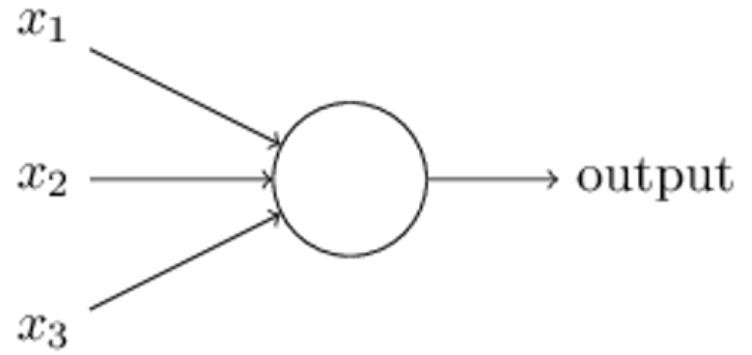 x₁
x₂
output
x₃